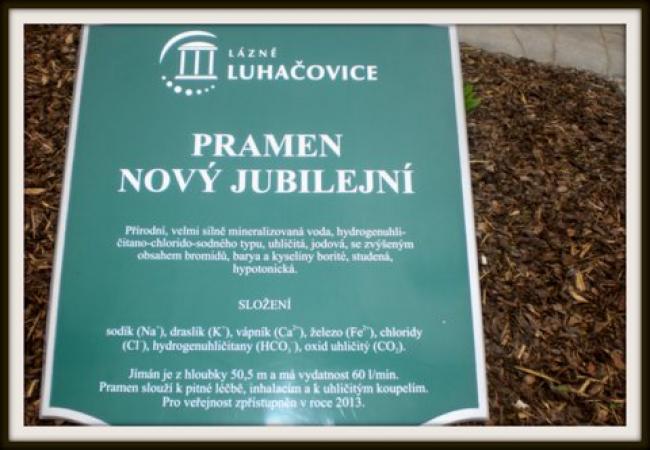 LÁZNĚ
LUHAČOVICE
PRAMEN
NOVÝ JUBILEJNÍ
Přírodní, velmi silně mineralizovaná voda, hydrogenuhli-
čitano-chlorido-sodného typu, uhličitá, jodová, se zvýšeným
obsahem bromidů, barya a kyseliny borité, studená,
hypotonická.
SLOŽENÍ
sodík (Na⁺), draslík (K⁺), vápník (Ca²⁺), železo (Fe²⁺), chloridy
(Cl⁻), hydrogenuhličitany (HCO₃⁻), oxid uhličitý (CO₂).
Jímán je z hloubky 50,5 m a má vydatnost 60 l/min.
Pramen slouží k pitné léčbě, inhalacím a k uhličitým koupelím.
Pro veřejnost zpřístupněn v roce 2013.